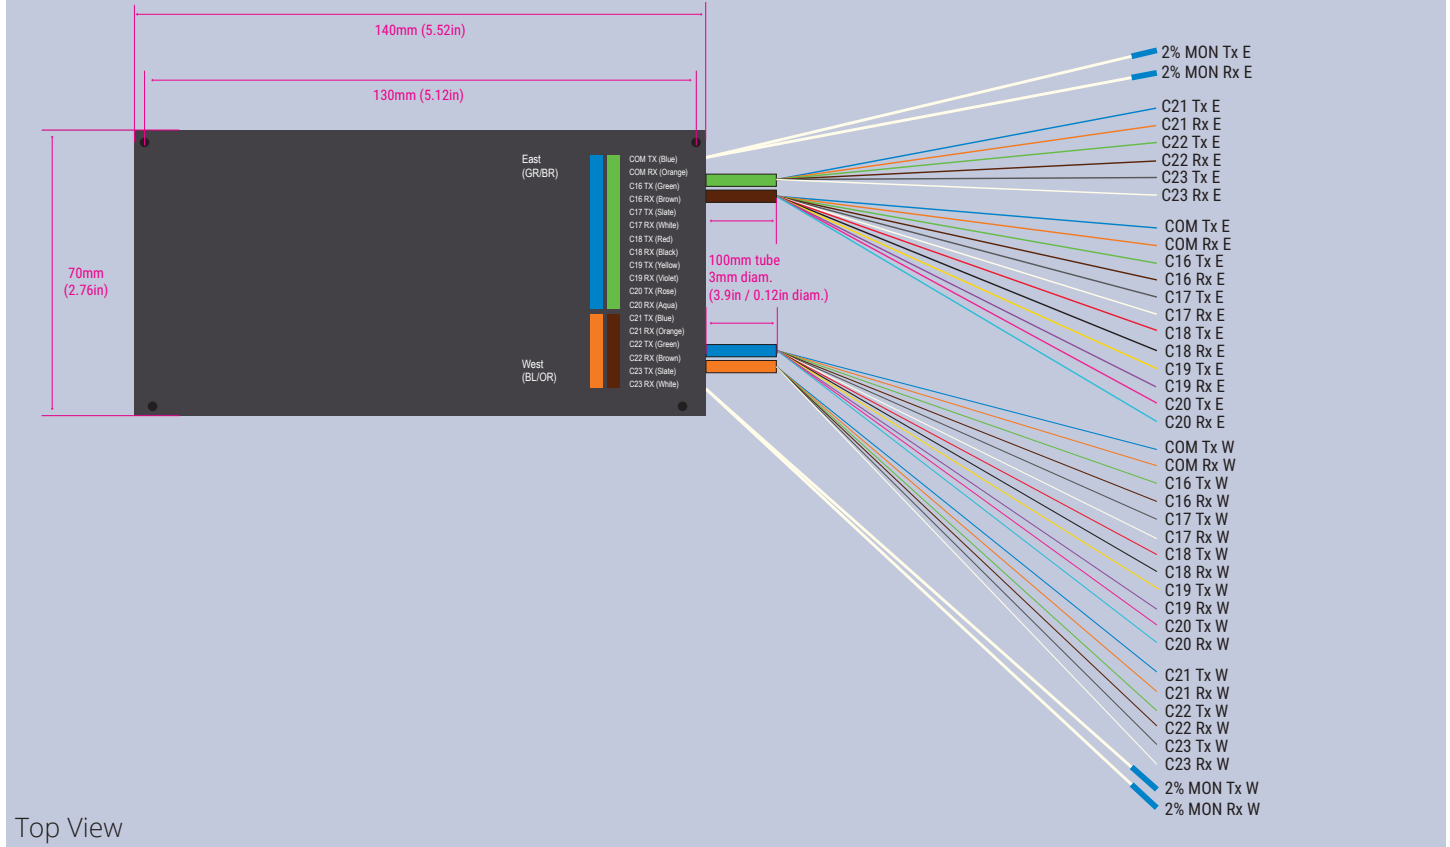 140mm (5.52in)
130mm (5.12in)
70mm
(2.76in)
East
(GR/BR)
West
(BL/OR)
COM TX (Blue)
COM RX (Orange)
C16 TX (Green)
C16 RX (Brown)
C17 TX (Slate)
C17 RX (White)
C18 TX (Red)
C18 RX (Black)
C19 TX (Yellow)
C19 RX (Violet)
C20 TX (Rose)
C20 RX (Aqua)
C21 TX (Blue)
C21 RX (Orange)
C22 TX (Green)
C22 RX (Brown)
C23 TX (Slate)
C23 RX (White)
100mm tube
3mm diam.
(3.9in / 0.12in diam.)
2% MON Tx E
2% MON Rx E
C21 Tx E
C21 Rx E
C22 Tx E
C22 Rx E
C23 Tx E
C23 Rx E
COM Tx E
COM Rx E
C16 Tx E
C16 Rx E
C17 Tx E
C17 Rx E
C18 Tx E
C18 Rx E
C19 Tx E
C19 Rx E
C20 Tx E
C20 Rx E
COM Tx W
COM Rx W
C16 Tx W
C16 Rx W
C17 Tx W
C17 Rx W
C18 Tx W
C18 Rx W
C19 Tx W
C19 Rx W
C20 Tx W
C20 Rx W
C21 Tx W
C21 Rx W
C22 Tx W
C22 Rx W
C23 Tx W
C23 Rx W
2% MON Tx W
2% MON Rx W
Top View